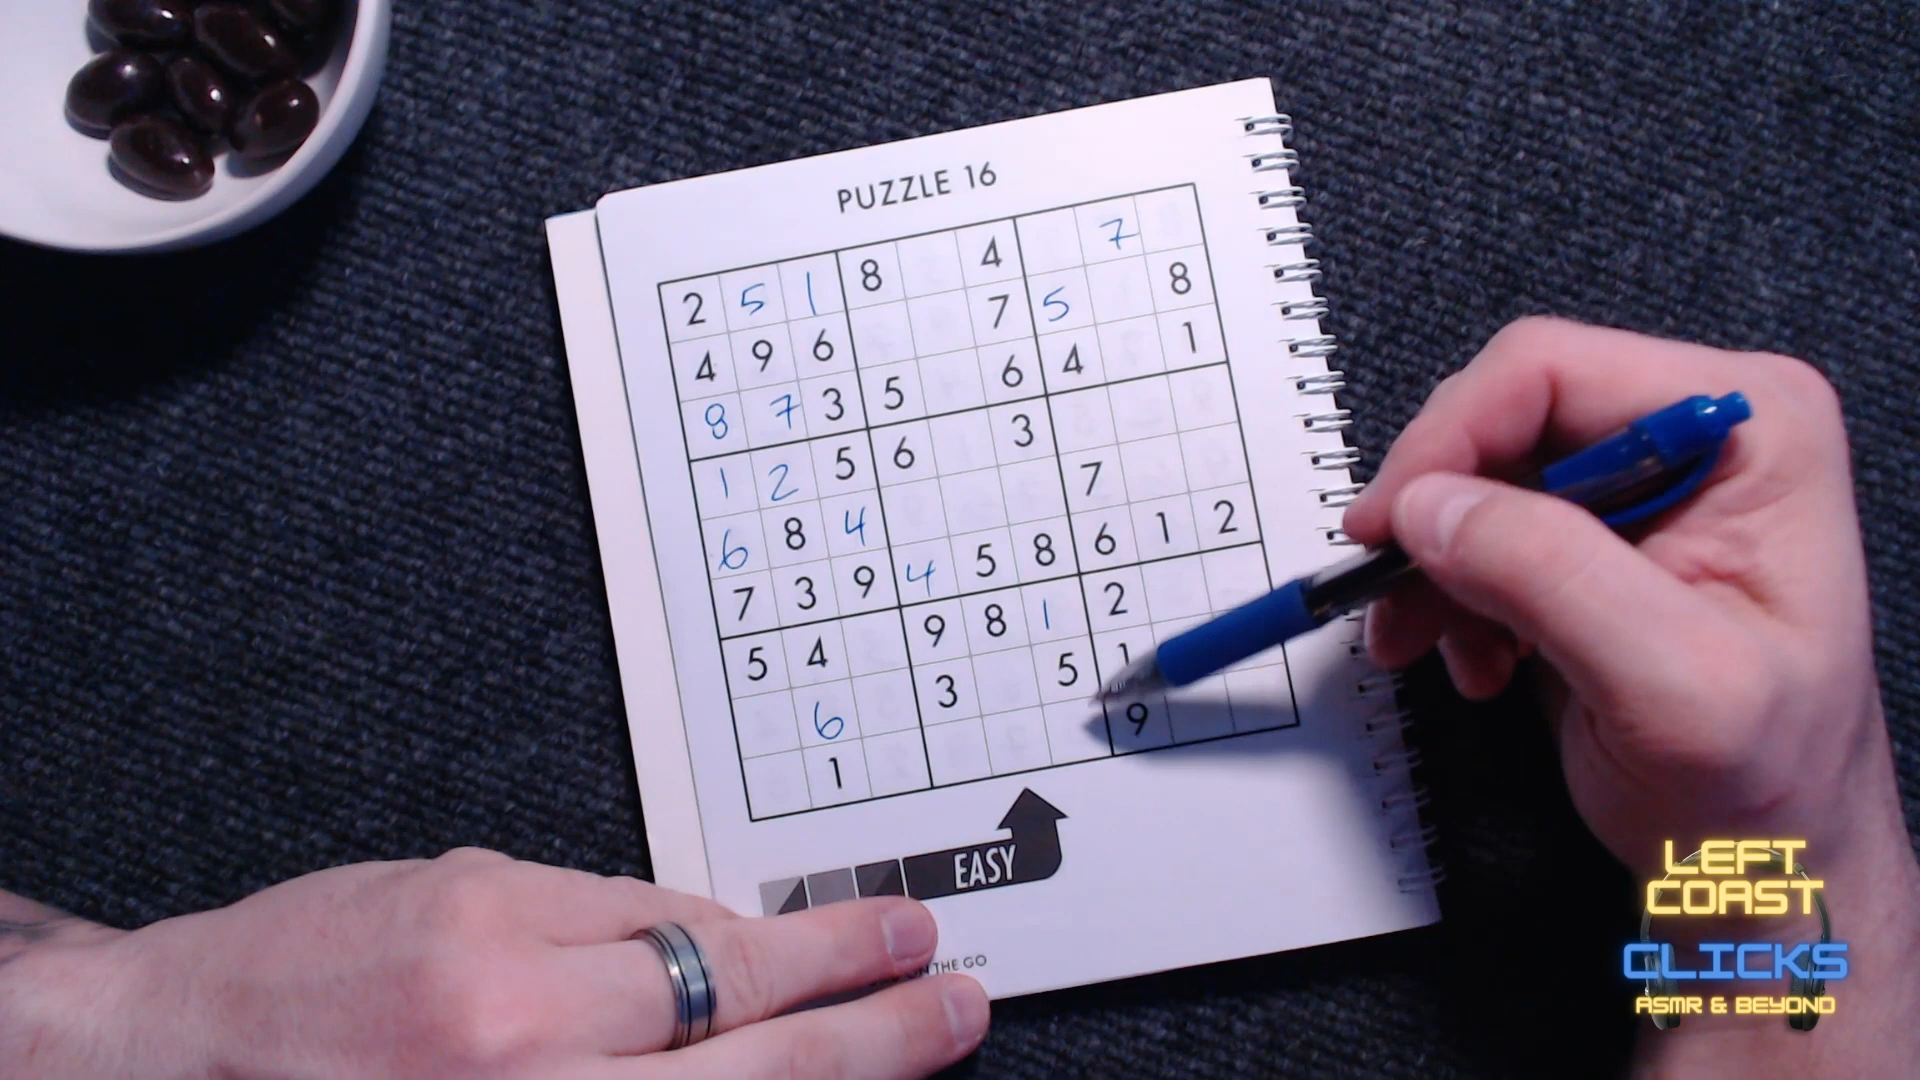 PUZZLE 16
2 5 1 8 4 7
4 9 6 7 5 8
8 7 3 5 6 4 1
1 2 5 6 3
6 8 4 7
7 3 9 4 5 8 6 1 2
5 4 9 8 1 2
6 3 5 1
1 9
EASY
ON THE GO
LEFT
COAST
CLICKS
ASMR & BEYOND